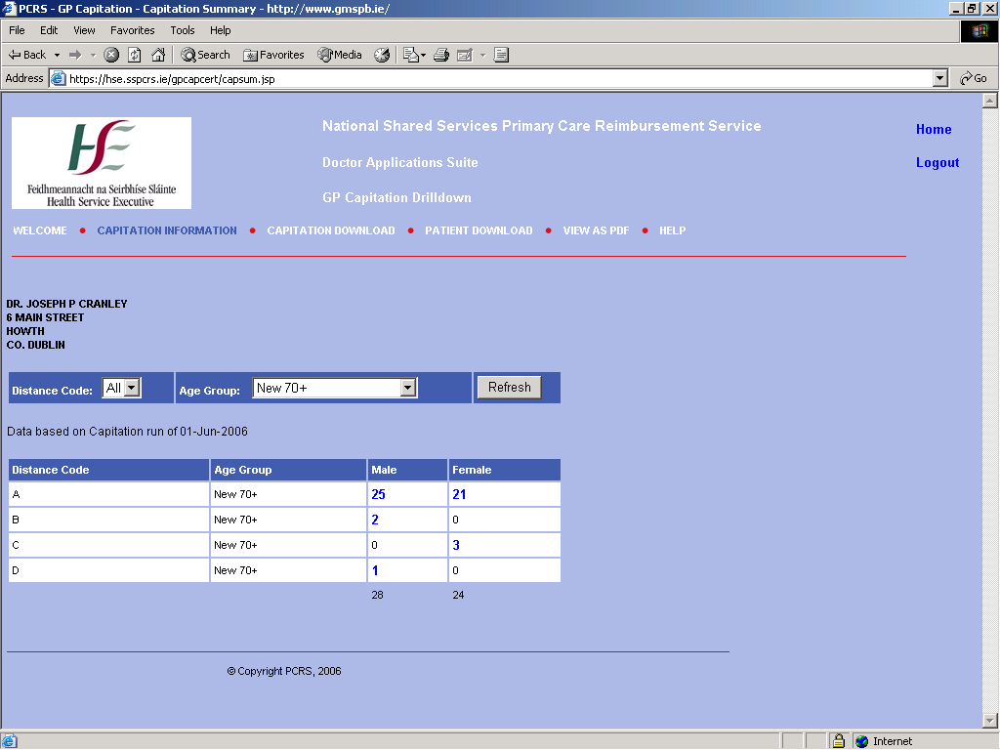 PCRS - GP Capitation - Capitation Summary - http://www.gmspb.ie/
File Edit View Favorites Tools Help
Back Search Favorites Media
Address https://hse.sspcrs.ie/gpcapcert/capsum.jsp Go
Feidhmeannacht na Seirbhíse Sláinte
Health Service Executive
National Shared Services Primary Care Reimbursement Service
Doctor Applications Suite
GP Capitation Drilldown
Home
Logout
WELCOME • CAPITATION INFORMATION • CAPITATION DOWNLOAD • PATIENT DOWNLOAD • VIEW AS PDF • HELP
DR. JOSEPH P CRANLEY
6 MAIN STREET
HOWTH
CO. DUBLIN
Distance Code: All Age Group: New 70+ Refresh
Data based on Capitation run of 01-Jun-2006
Distance Code Age Group Male Female
A New 70+ 25 21
B New 70+ 2 0
C New 70+ 0 3
D New 70+ 1 0
28 24
© Copyright PCRS, 2006
Internet